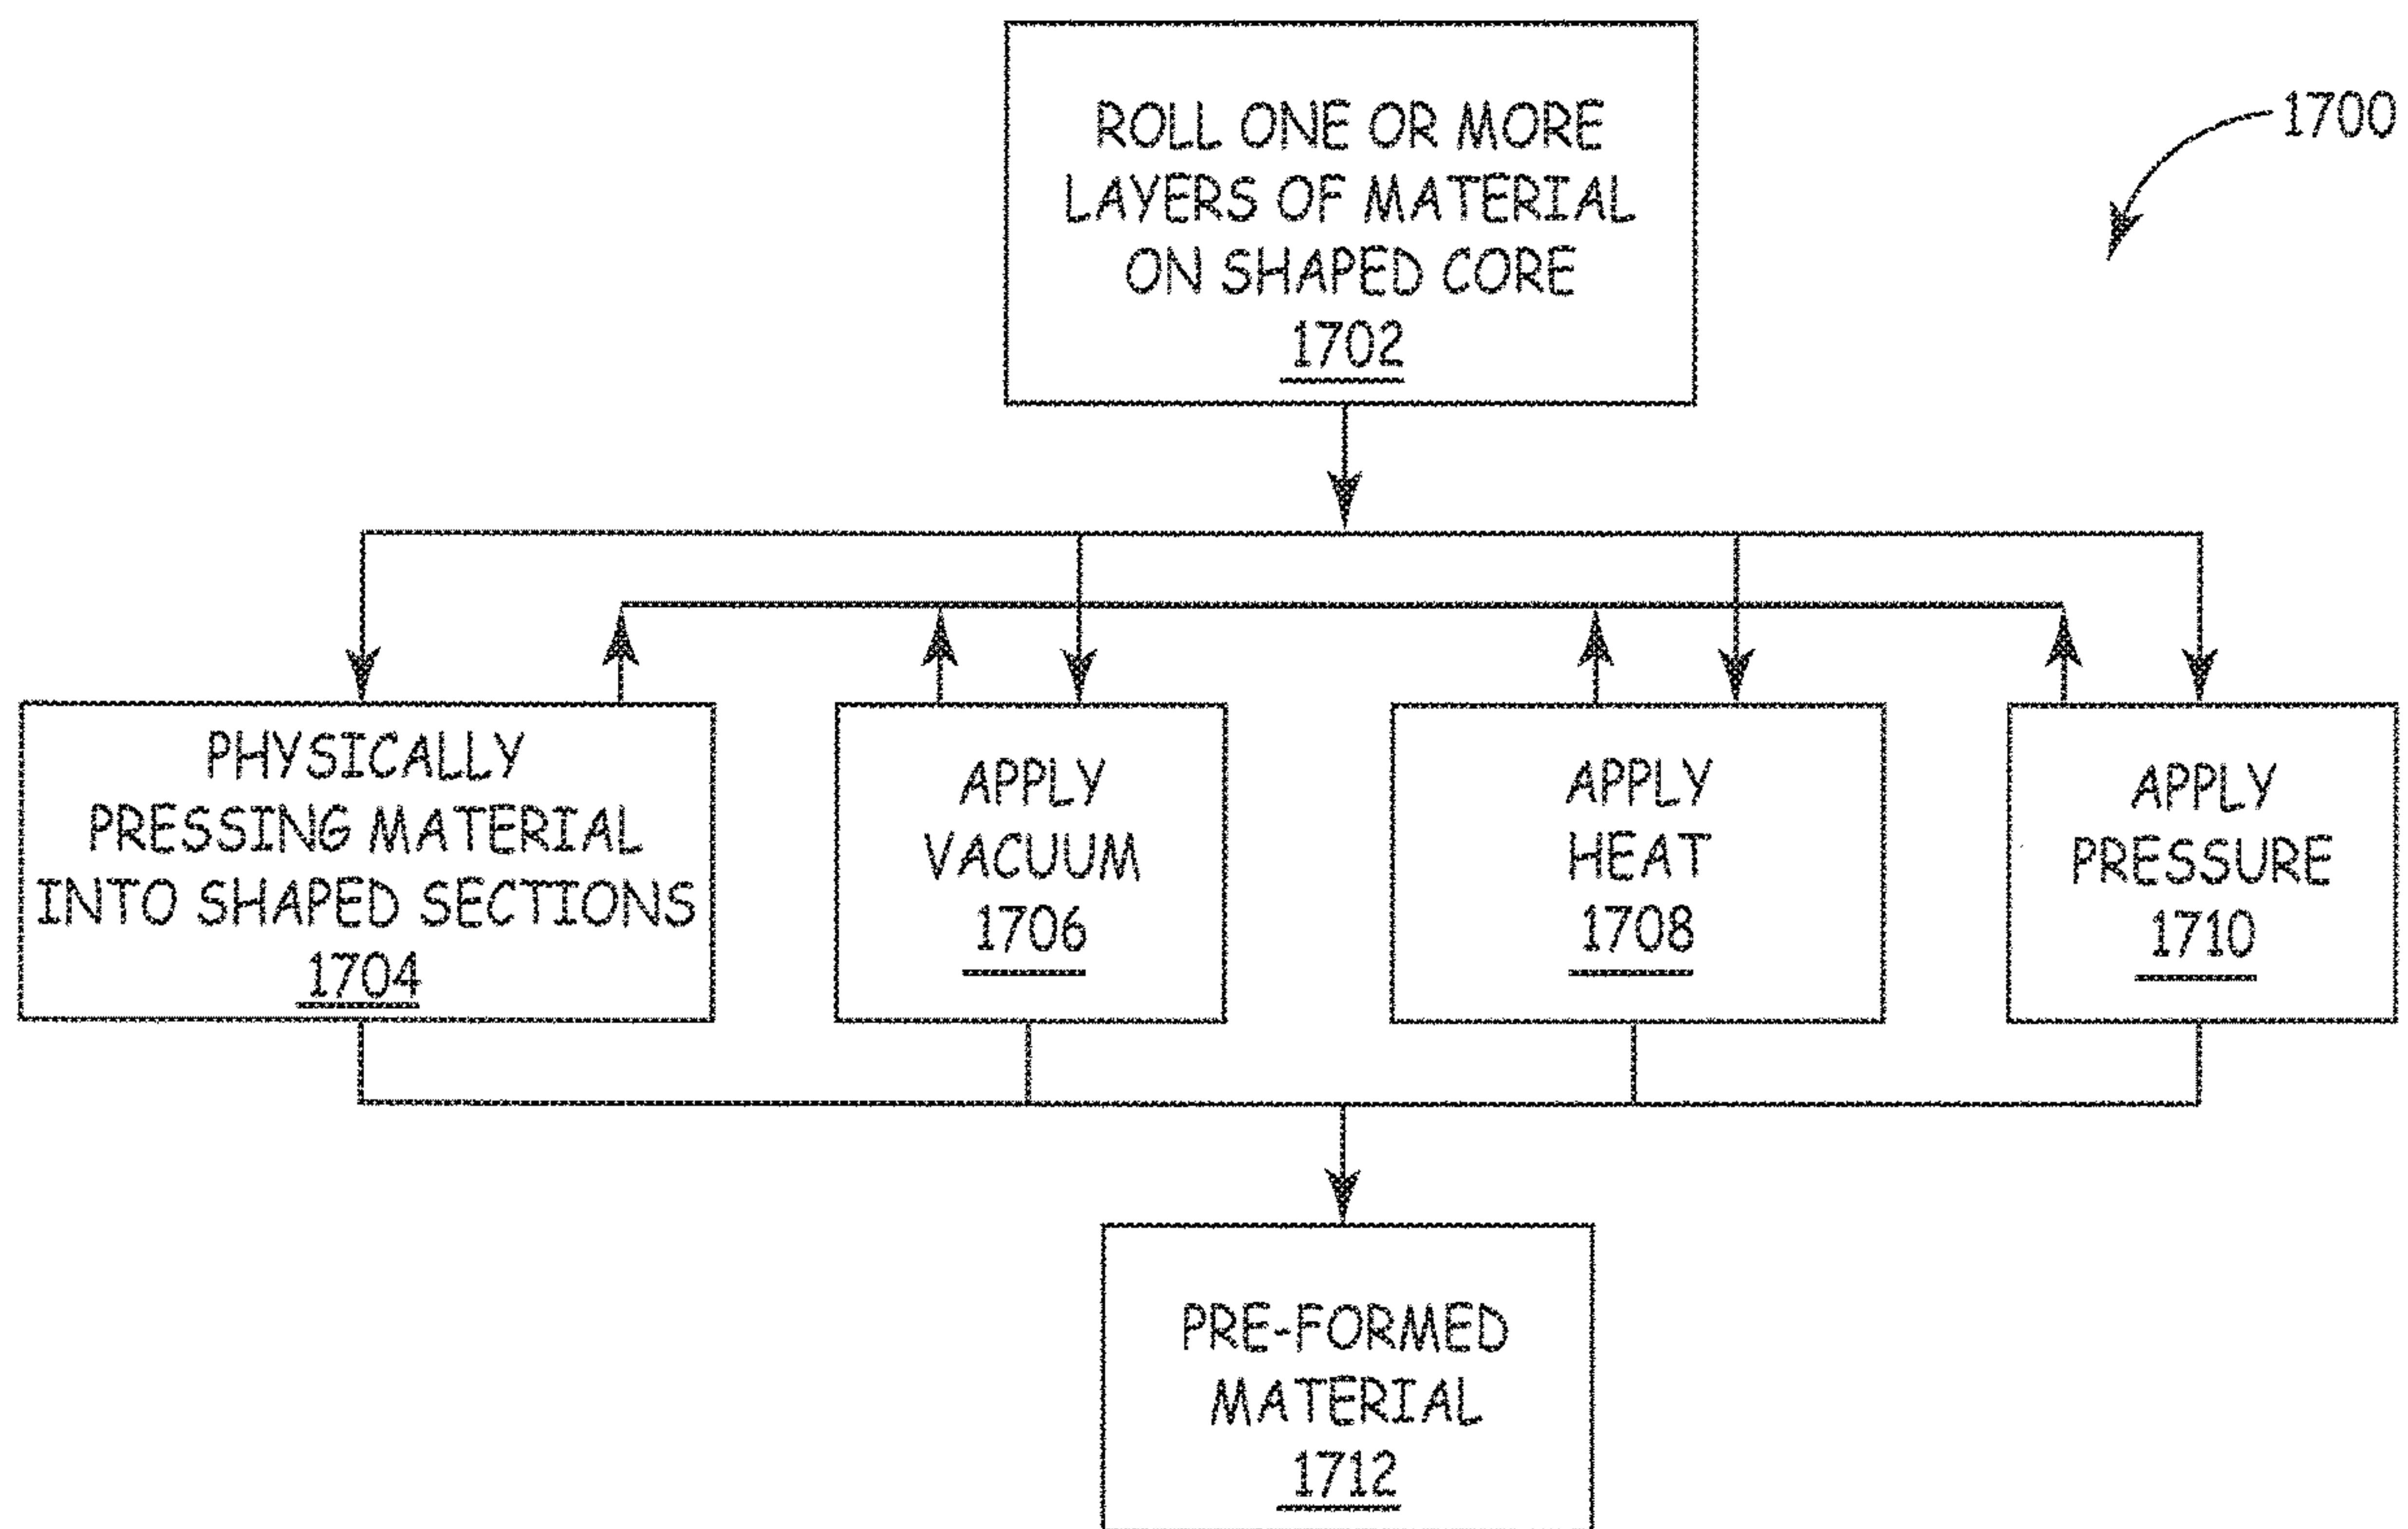 1700
ROLL ONE OR MORE
LAYERS OF MATERIAL
ON SHAPED CORE
1702
PHYSICALLY
PRESSING MATERIAL
INTO SHAPED SECTIONS
1704
APPLY
VACUUM
1706
APPLY
HEAT
1708
APPLY
PRESSURE
1710
PRE-FORMED
MATERIAL
1712